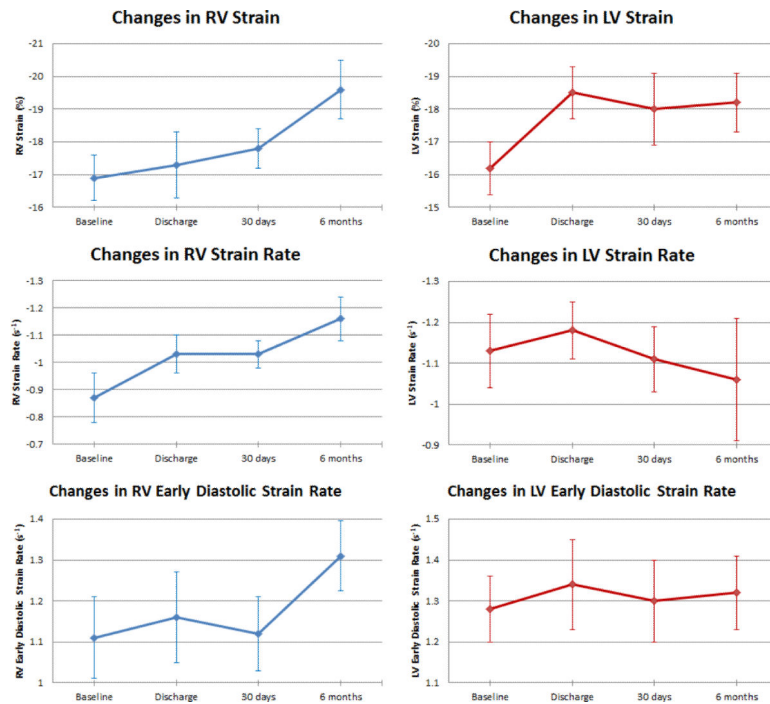 Changes in RV Strain
RV Strain (%)
-21
-20
-19
-18
-17
-16
Baseline
Discharge
30 days
6 months
Changes in LV Strain
LV Strain (%)
-20
-19
-18
-17
-16
-15
Baseline
Discharge
30 days
6 months
Changes in RV Strain Rate
RV Strain Rate (s⁻¹)
-1.3
-1.2
-1.1
-1
-0.9
-0.8
-0.7
Baseline
Discharge
30 days
6 months
Changes in LV Strain Rate
LV Strain Rate (s⁻¹)
-1.3
-1.2
-1.1
-1
-0.9
Baseline
Discharge
30 days
6 months
Changes in RV Early Diastolic Strain Rate
RV Early Diastolic Strain Rate (s⁻¹)
1.4
1.3
1.2
1.1
1
Baseline
Discharge
30 days
6 months
Changes in LV Early Diastolic Strain Rate
LV Early Diastolic Strain Rate (s⁻¹)
1.5
1.4
1.3
1.2
1.1
Baseline
Discharge
30 days
6 months